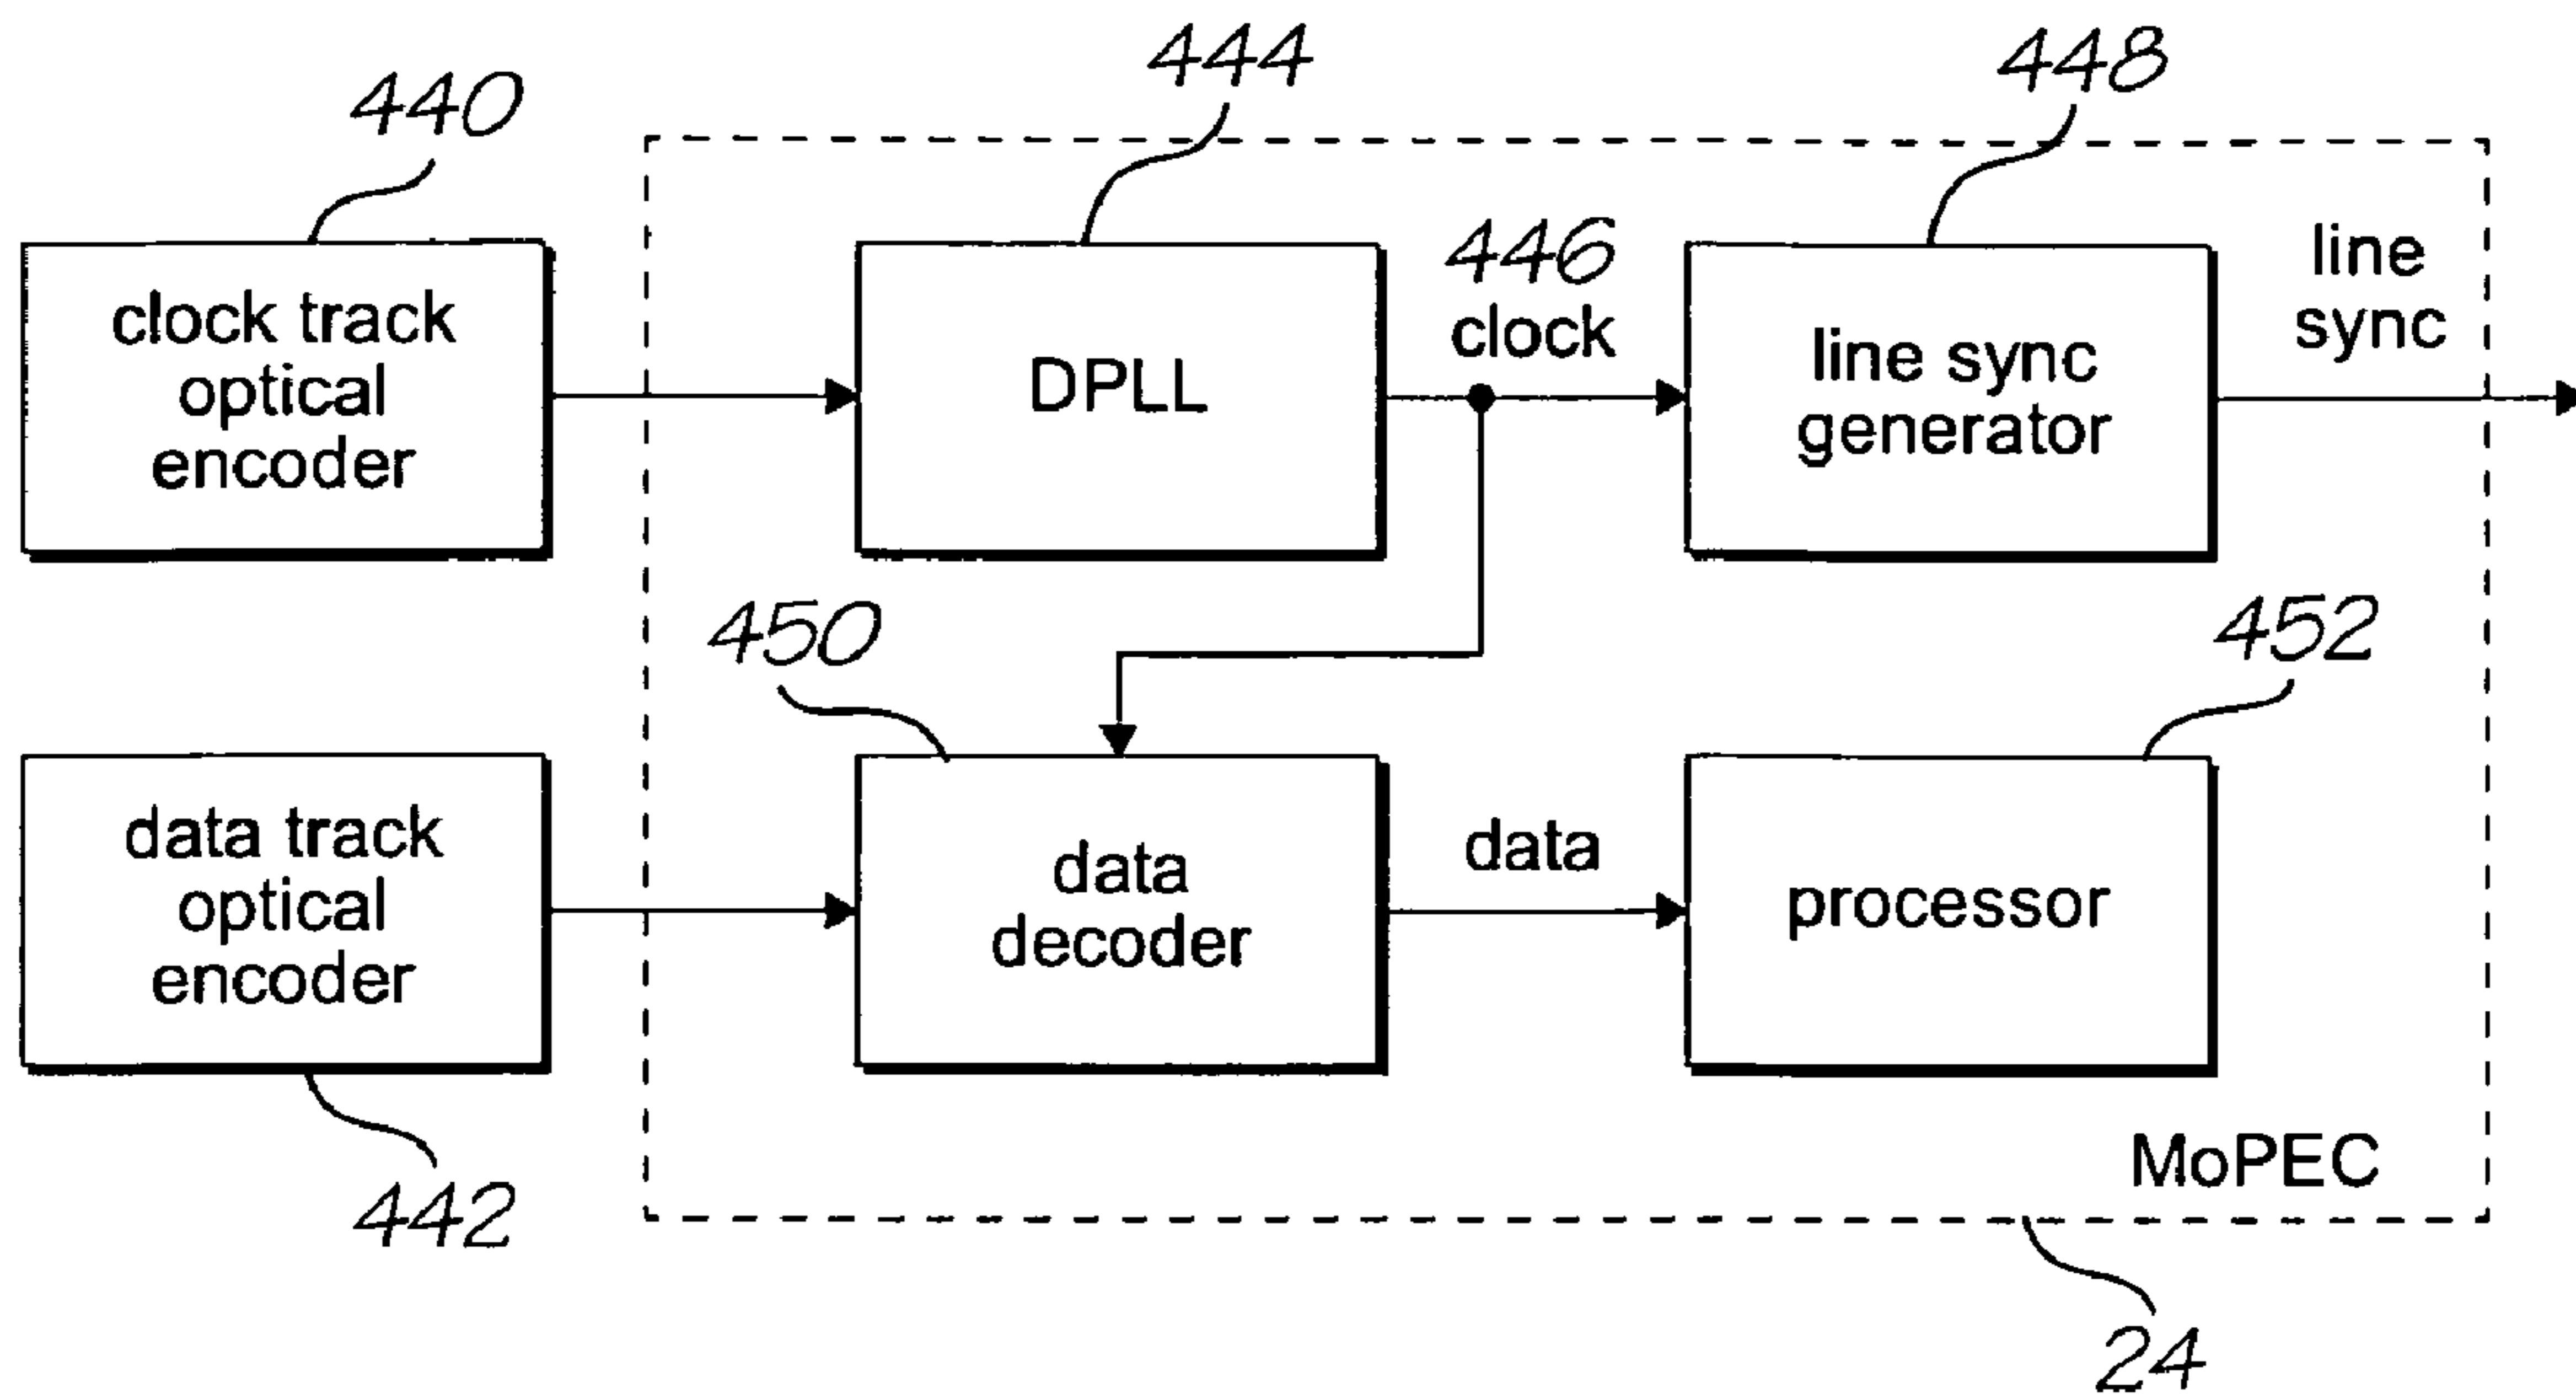 440
444
448
clock track
optical
encoder
DPLL
446
clock
line sync
generator
line
sync
450
452
data track
optical
encoder
data
decoder
data
processor
442
MoPEC
24